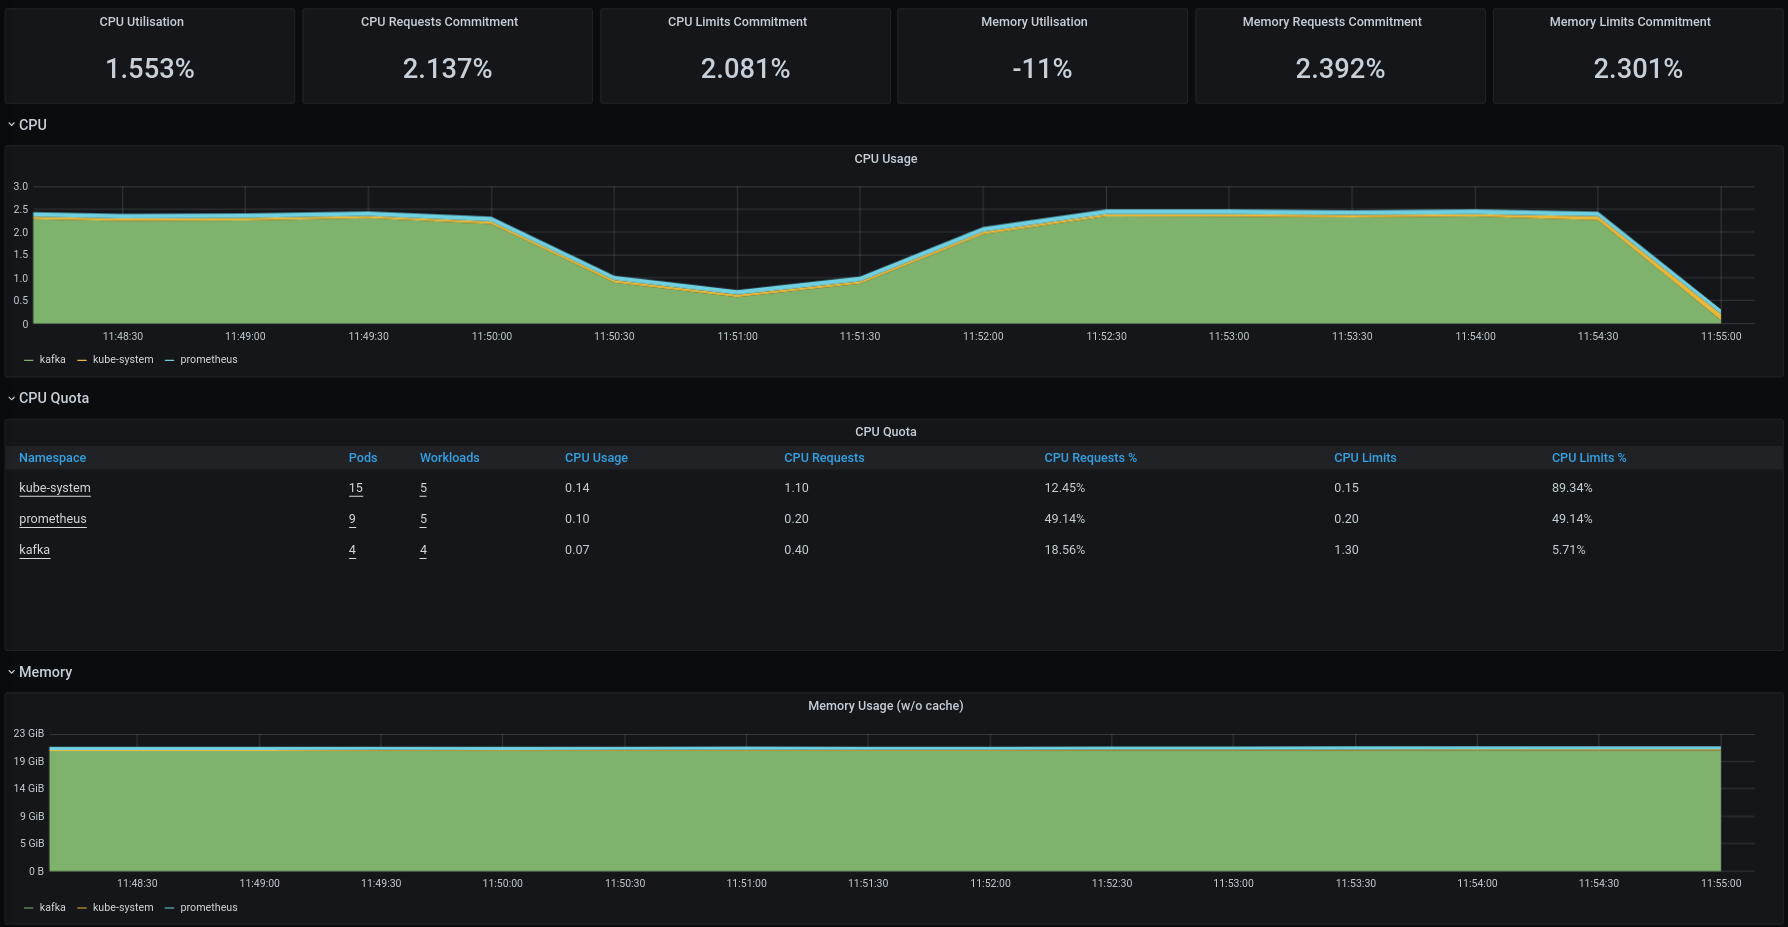 CPU Utilisation CPU Requests Commitment CPU Limits Commitment Memory Utilisation Memory Requests Commitment Memory Limits Commitment
1.553% 2.137% 2.081% -11% 2.392% 2.301%
CPU
CPU Usage
3.0
2.5
2.0
1.5
1.0
0.5
0
11:48:30 11:49:00 11:49:30 11:50:00 11:50:30 11:51:00 11:51:30 11:52:00 11:52:30 11:53:00 11:53:30 11:54:00 11:54:30 11:55:00
kafka kube-system prometheus
CPU Quota
CPU Quota
Namespace Pods Workloads CPU Usage CPU Requests CPU Requests % CPU Limits CPU Limits %
kube-system 15 5 0.14 1.10 12.45% 0.15 89.34%
prometheus 9 5 0.10 0.20 49.14% 0.20 49.14%
kafka 4 4 0.07 0.40 18.56% 1.30 5.71%
Memory
Memory Usage (w/o cache)
23 GiB
19 GiB
14 GiB
9 GiB
5 GiB
0 B
11:48:30 11:49:00 11:49:30 11:50:00 11:50:30 11:51:00 11:51:30 11:52:00 11:52:30 11:53:00 11:53:30 11:54:00 11:54:30 11:55:00
kafka kube-system prometheus